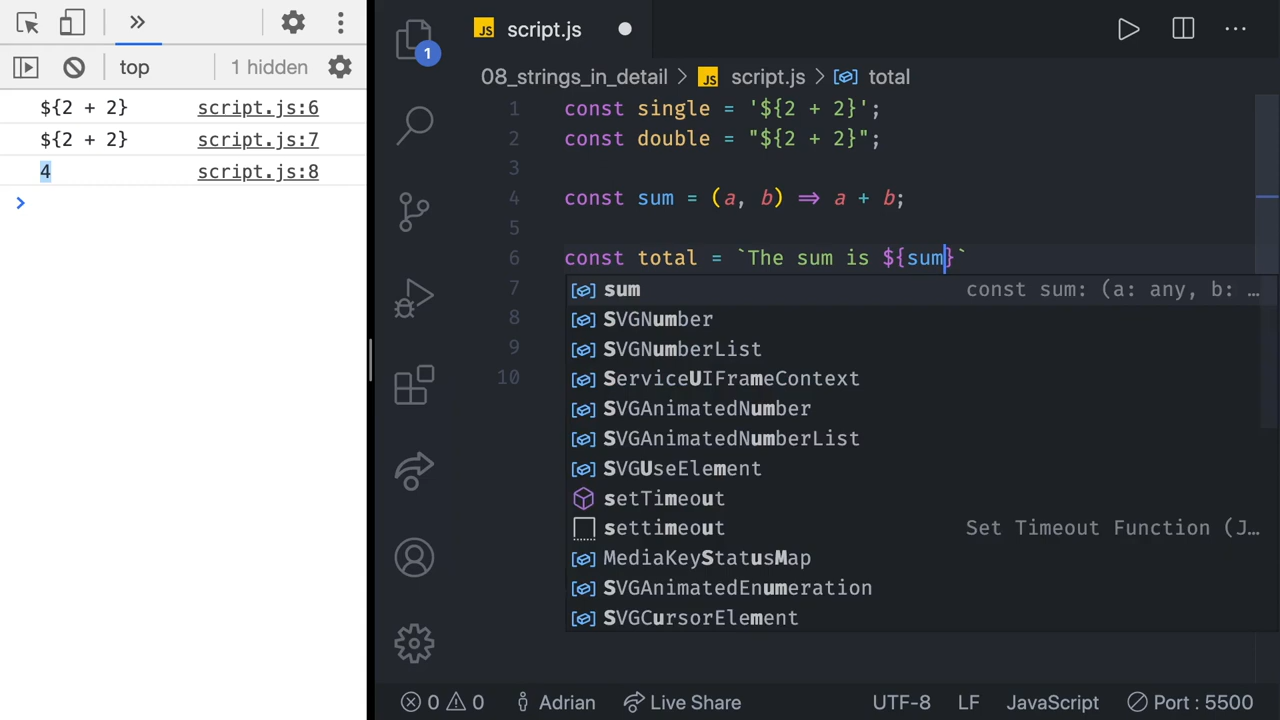 JS script.js
1
08_strings_in_detail > JS script.js > total
top
1 hidden
${2 + 2} script.js:6
${2 + 2} script.js:7
4 script.js:8
>
1 const single = '${2 + 2}';
2 const double = "${2 + 2}";
3
4 const sum = (a, b) => a + b;
5
6 const total = `The sum is ${sum}`
7 sum const sum: (a: any, b: …
8 SVGNumber
9 SVGNumberList
10 ServiceUIFrameContext
SVGAnimatedNumber
SVGAnimatedNumberList
SVGUseElement
setTimeout
settimeout Set Timeout Function (J…
MediaKeyStatusMap
SVGAnimatedEnumeration
SVGCursorElement
0 0 Adrian Live Share UTF-8 LF JavaScript Port : 5500